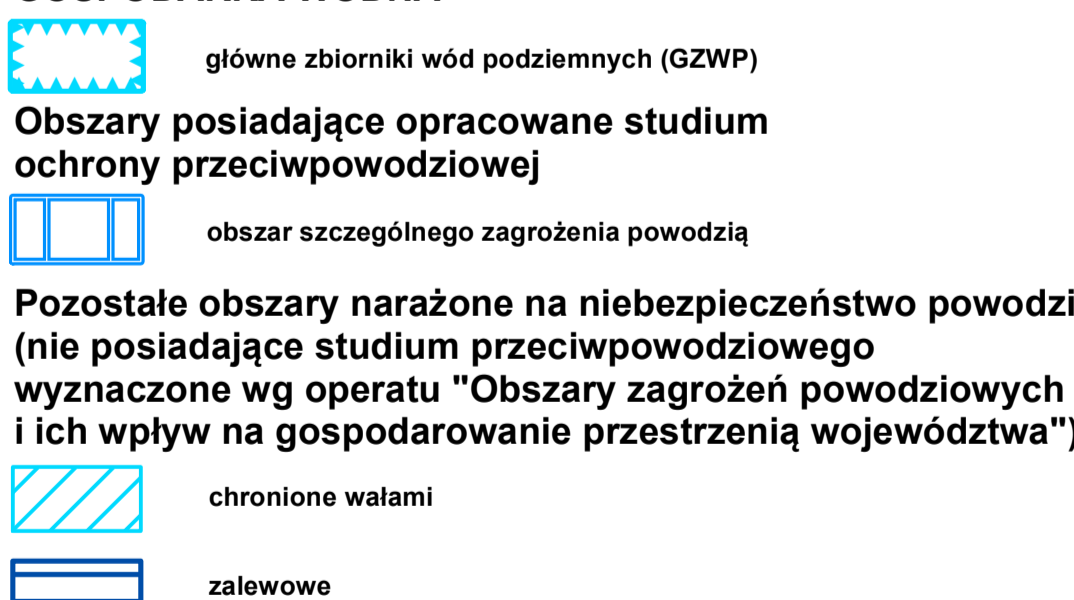 główne zbiorniki wód podziemnych (GZWP)
Obszary posiadające opracowane studium
ochrony przeciwpowodziowej
obszar szczególnego zagrożenia powodzią
Pozostałe obszary narażone na niebezpieczeństwo powodzi
(nie posiadające studium przeciwpowodziowego
wyznaczone wg operatu "Obszary zagrożeń powodziowych
i ich wpływ na gospodarowanie przestrzenią województwa")
chronione wałami
zalewowe